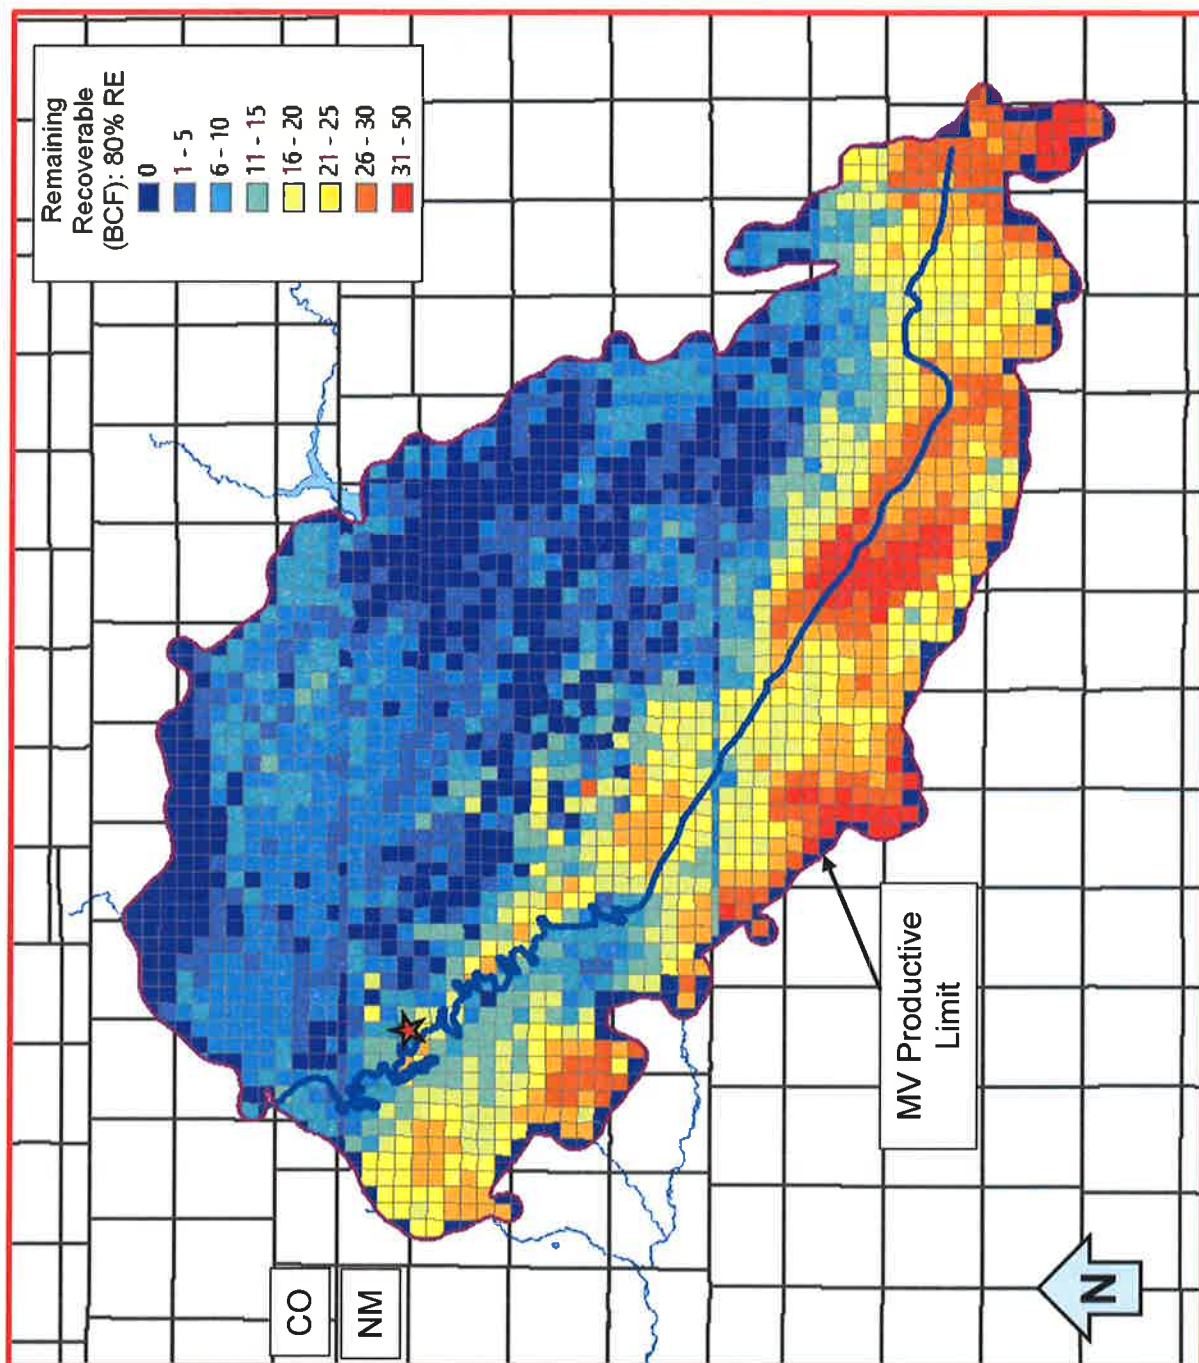 Remaining
Recoverable
(BCF): 80% RE
0
1 - 5
6 - 10
11 - 15
16 - 20
21 - 25
26 - 30
31 - 50
CO
NM
MV Productive
Limit
N